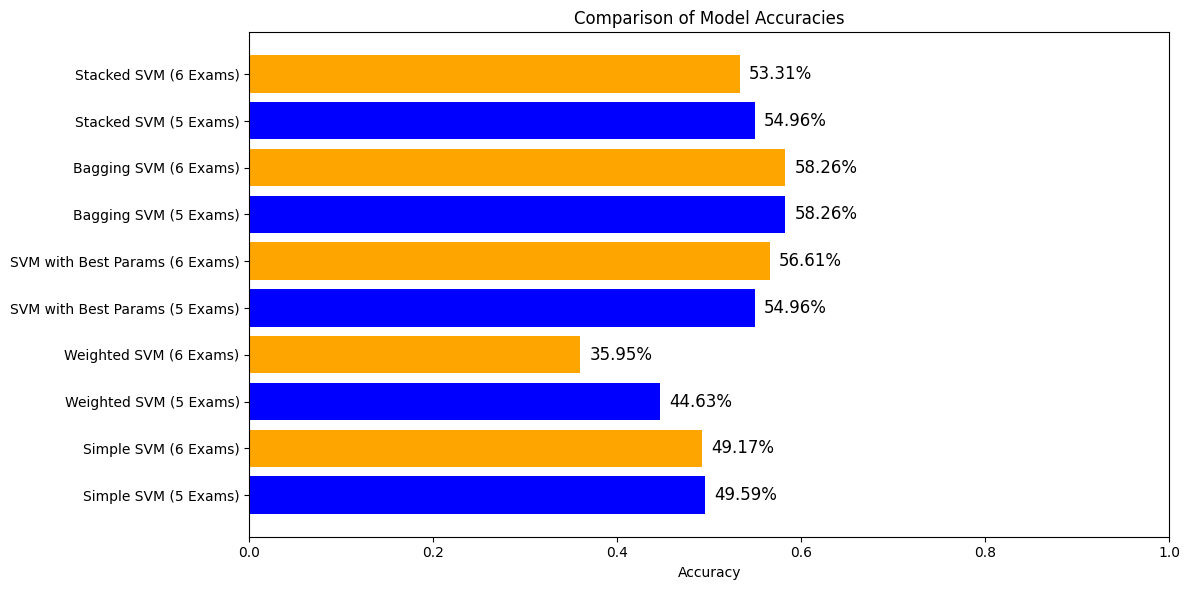 Comparison of Model Accuracies
Stacked SVM (6 Exams) 53.31%
Stacked SVM (5 Exams) 54.96%
Bagging SVM (6 Exams) 58.26%
Bagging SVM (5 Exams) 58.26%
SVM with Best Params (6 Exams) 56.61%
SVM with Best Params (5 Exams) 54.96%
Weighted SVM (6 Exams) 35.95%
Weighted SVM (5 Exams) 44.63%
Simple SVM (6 Exams) 49.17%
Simple SVM (5 Exams) 49.59%
0.0 0.2 0.4 0.6 0.8 1.0
Accuracy